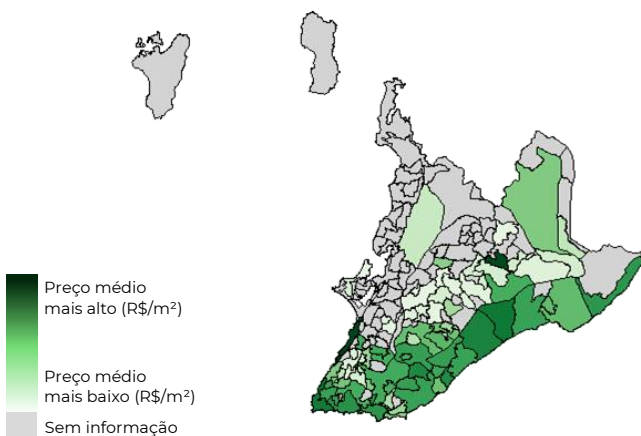 Preço médio
mais alto (R$/m²)
Preço médio
mais baixo (R$/m²)
Sem informação